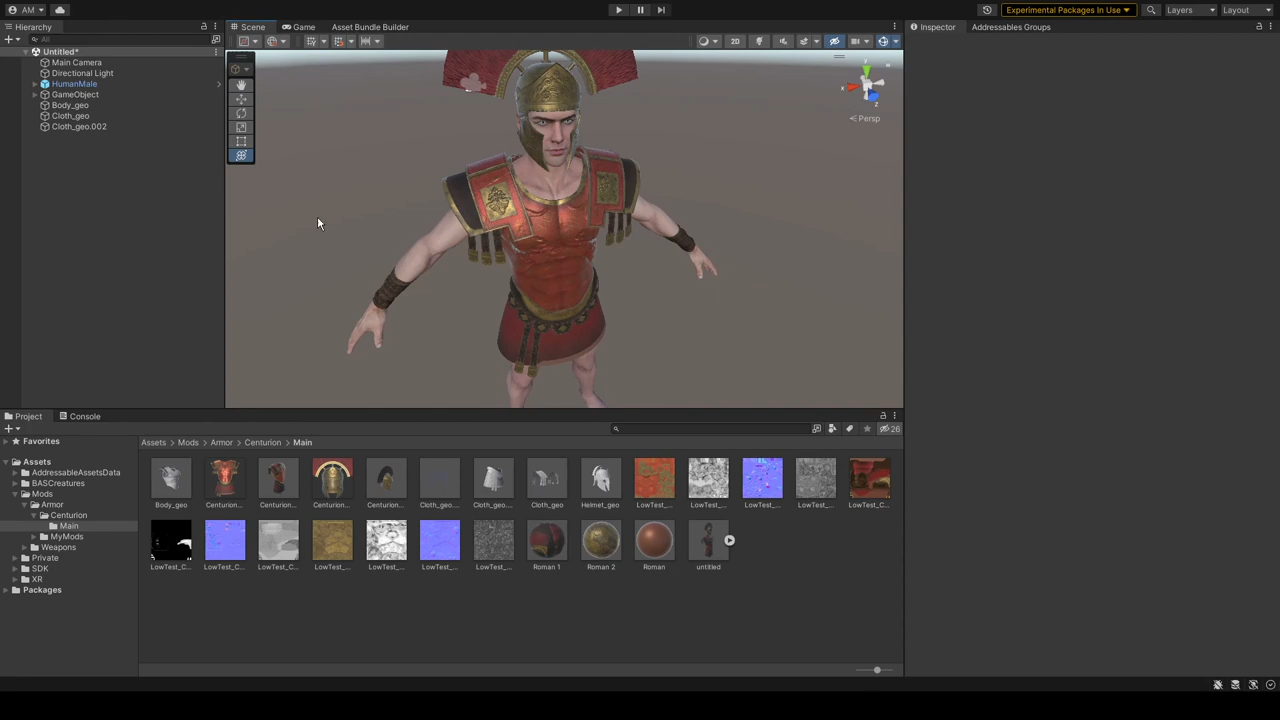 AM
Experimental Packages In Use
Layers
Layout
Hierarchy
Scene
Game
Asset Bundle Builder
Inspector
Addressables Groups
All
2D
Untitled*
Main Camera
Directional Light
HumanMale
GameObject
Body_geo
Cloth_geo
Cloth_geo.002
y
x
z
Persp
Project
Console
26
Favorites
Assets
AddressableAssetsData
BASCreatures
Mods
Armor
Centurion
Main
MyMods
Weapons
Private
SDK
XR
Packages
Assets > Mods > Armor > Centurion > Main
Body_geo
Centurion...
Centurion...
Centurion...
Centurion...
Cloth_geo...
Cloth_geo....
Cloth_geo
Helmet_geo
LowTest_...
LowTest_...
LowTest_...
LowTest_...
LowTest_C...
LowTest_C...
LowTest_C...
LowTest_C...
LowTest_...
LowTest_...
LowTest_...
LowTest_...
Roman 1
Roman 2
Roman
untitled